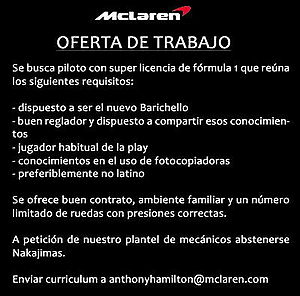 McLaren
OFERTA DE TRABAJO
Se busca piloto con super licencia de fórmula 1 que reúna
los siguientes requisitos:
- dispuesto a ser el nuevo Barichello
- buen reglador y dispuesto a compartir esos conocimien-
tos
- jugador habitual de la play
- conocimientos en el uso de fotocopiadoras
- preferiblemente no latino
Se ofrece buen contrato, ambiente familiar y un número
limitado de ruedas con presiones correctas.
A petición de nuestro plantel de mecánicos abstenerse
Nakajimas.
Enviar curriculum a anthonyhamilton@mclaren.com